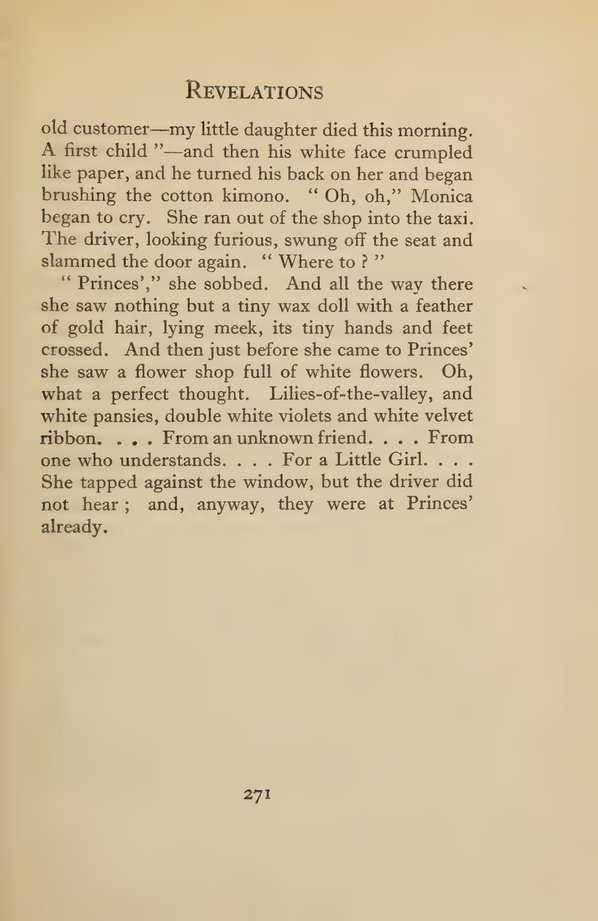 Revelations
old customer—my little daughter died this morning.
A first child ”—and then his white face crumpled
like paper, and he turned his back on her and began
brushing the cotton kimono. “ Oh, oh,” Monica
began to cry. She ran out of the shop into the taxi.
The driver, looking furious, swung off the seat and
slammed the door again. “ Where to ? ”
“ Princes’,” she sobbed. And all the way there
she saw nothing but a tiny wax doll with a feather
of gold hair, lying meek, its tiny hands and feet
crossed. And then just before she came to Princes’
she saw a flower shop full of white flowers. Oh,
what a perfect thought. Lilies-of-the-valley, and
white pansies, double white violets and white velvet
ribbon. . . . From an unknown friend. . . . From
one who understands. . . . For a Little Girl. . . .
She tapped against the window, but the driver did
not hear ; and, anyway, they were at Princes’
already.
271